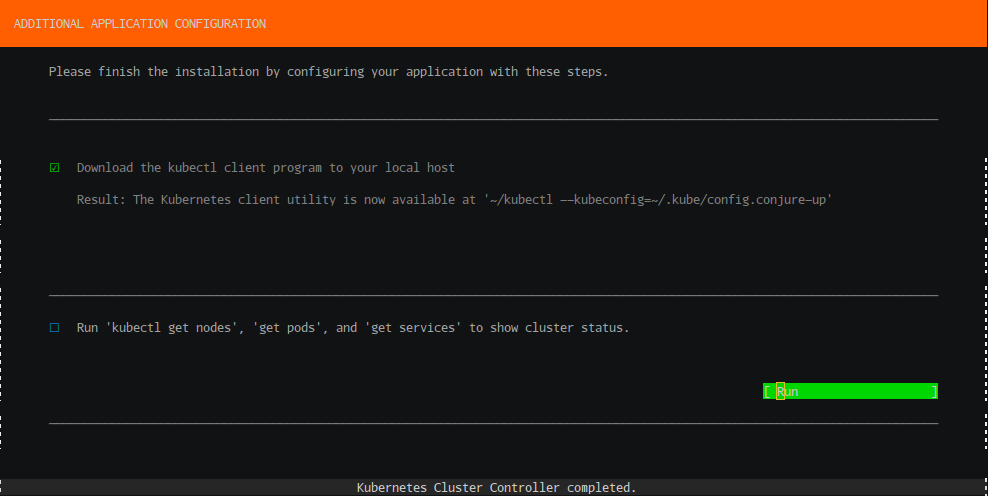 ADDITIONAL APPLICATION CONFIGURATION
Please finish the installation by configuring your application with these steps.
☑ Download the kubectl client program to your local host
Result: The Kubernetes client utility is now available at '~/kubectl --kubeconfig=~/.kube/config.conjure-up'
☐ Run 'kubectl get nodes', 'get pods', and 'get services' to show cluster status.
[ Run ]
Kubernetes Cluster Controller completed.